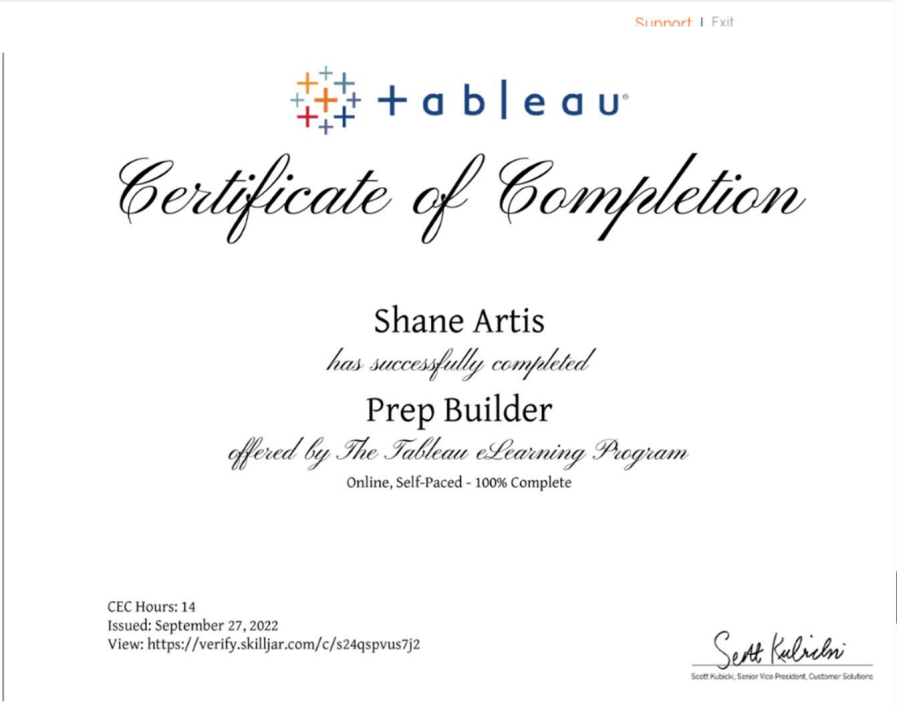 Support | Exit
+ableau®
Certificate of Completion
Shane Artis
has successfully completed
Prep Builder
offered by The Tableau eLearning Program
Online, Self-Paced - 100% Complete
CEC Hours: 14
Issued: September 27, 2022
View: https://verify.skilljar.com/c/s24qspvus7j2
Scott Kubicki
Scott Kubicki, Senior Vice President, Customer Solutions